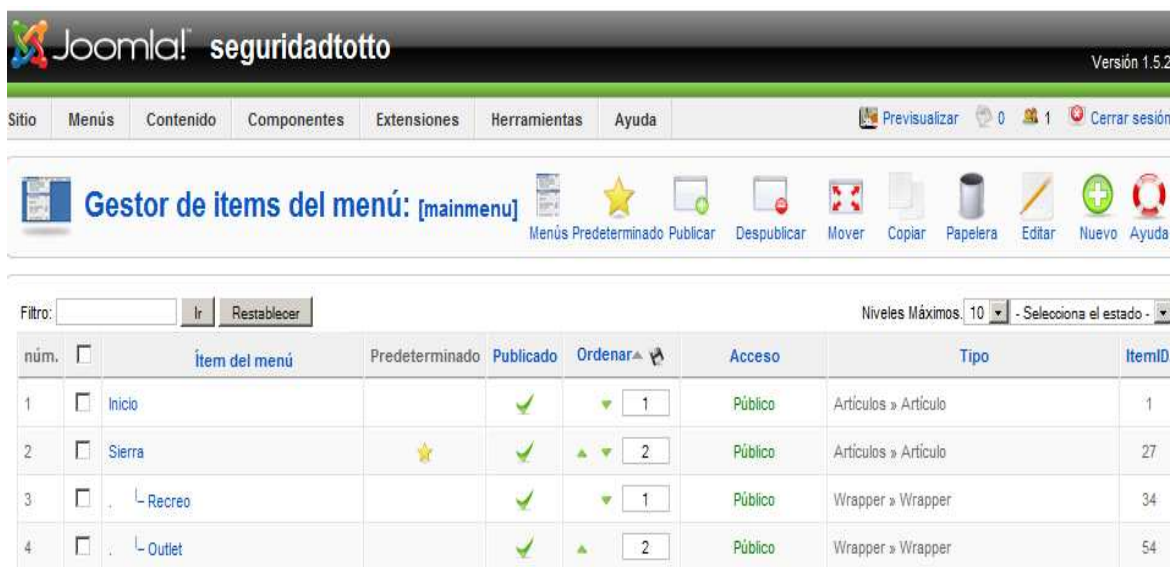 Joomla! seguridadtotto
Versión 1.5.2
Sitio Menús Contenido Componentes Extensiones Herramientas Ayuda Previsualizar 0 1 Cerrar sesión
Gestor de items del menú: [mainmenu]
Menús Predeterminado Publicar Despublicar Mover Copiar Papelera Editar Nuevo Ayuda
Filtro: Ir Restablecer Niveles Máximos. 10 - Selecciona el estado -
núm. Ítem del menú Predeterminado Publicado Ordenar Acceso Tipo ItemID
1 Inicio 1 Público Artículos » Artículo 1
2 Sierra 2 Público Artículos » Artículo 27
3 . Recreo 1 Público Wrapper » Wrapper 34
4 . Outlet 2 Público Wrapper » Wrapper 54